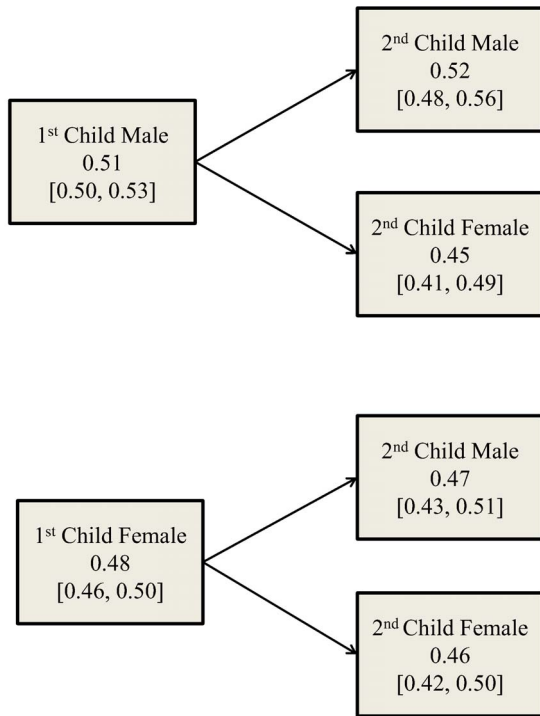 2nd Child Male
0.52
[0.48, 0.56]
1st Child Male
0.51
[0.50, 0.53]
2nd Child Female
0.45
[0.41, 0.49]
2nd Child Male
0.47
[0.43, 0.51]
1st Child Female
0.48
[0.46, 0.50]
2nd Child Female
0.46
[0.42, 0.50]